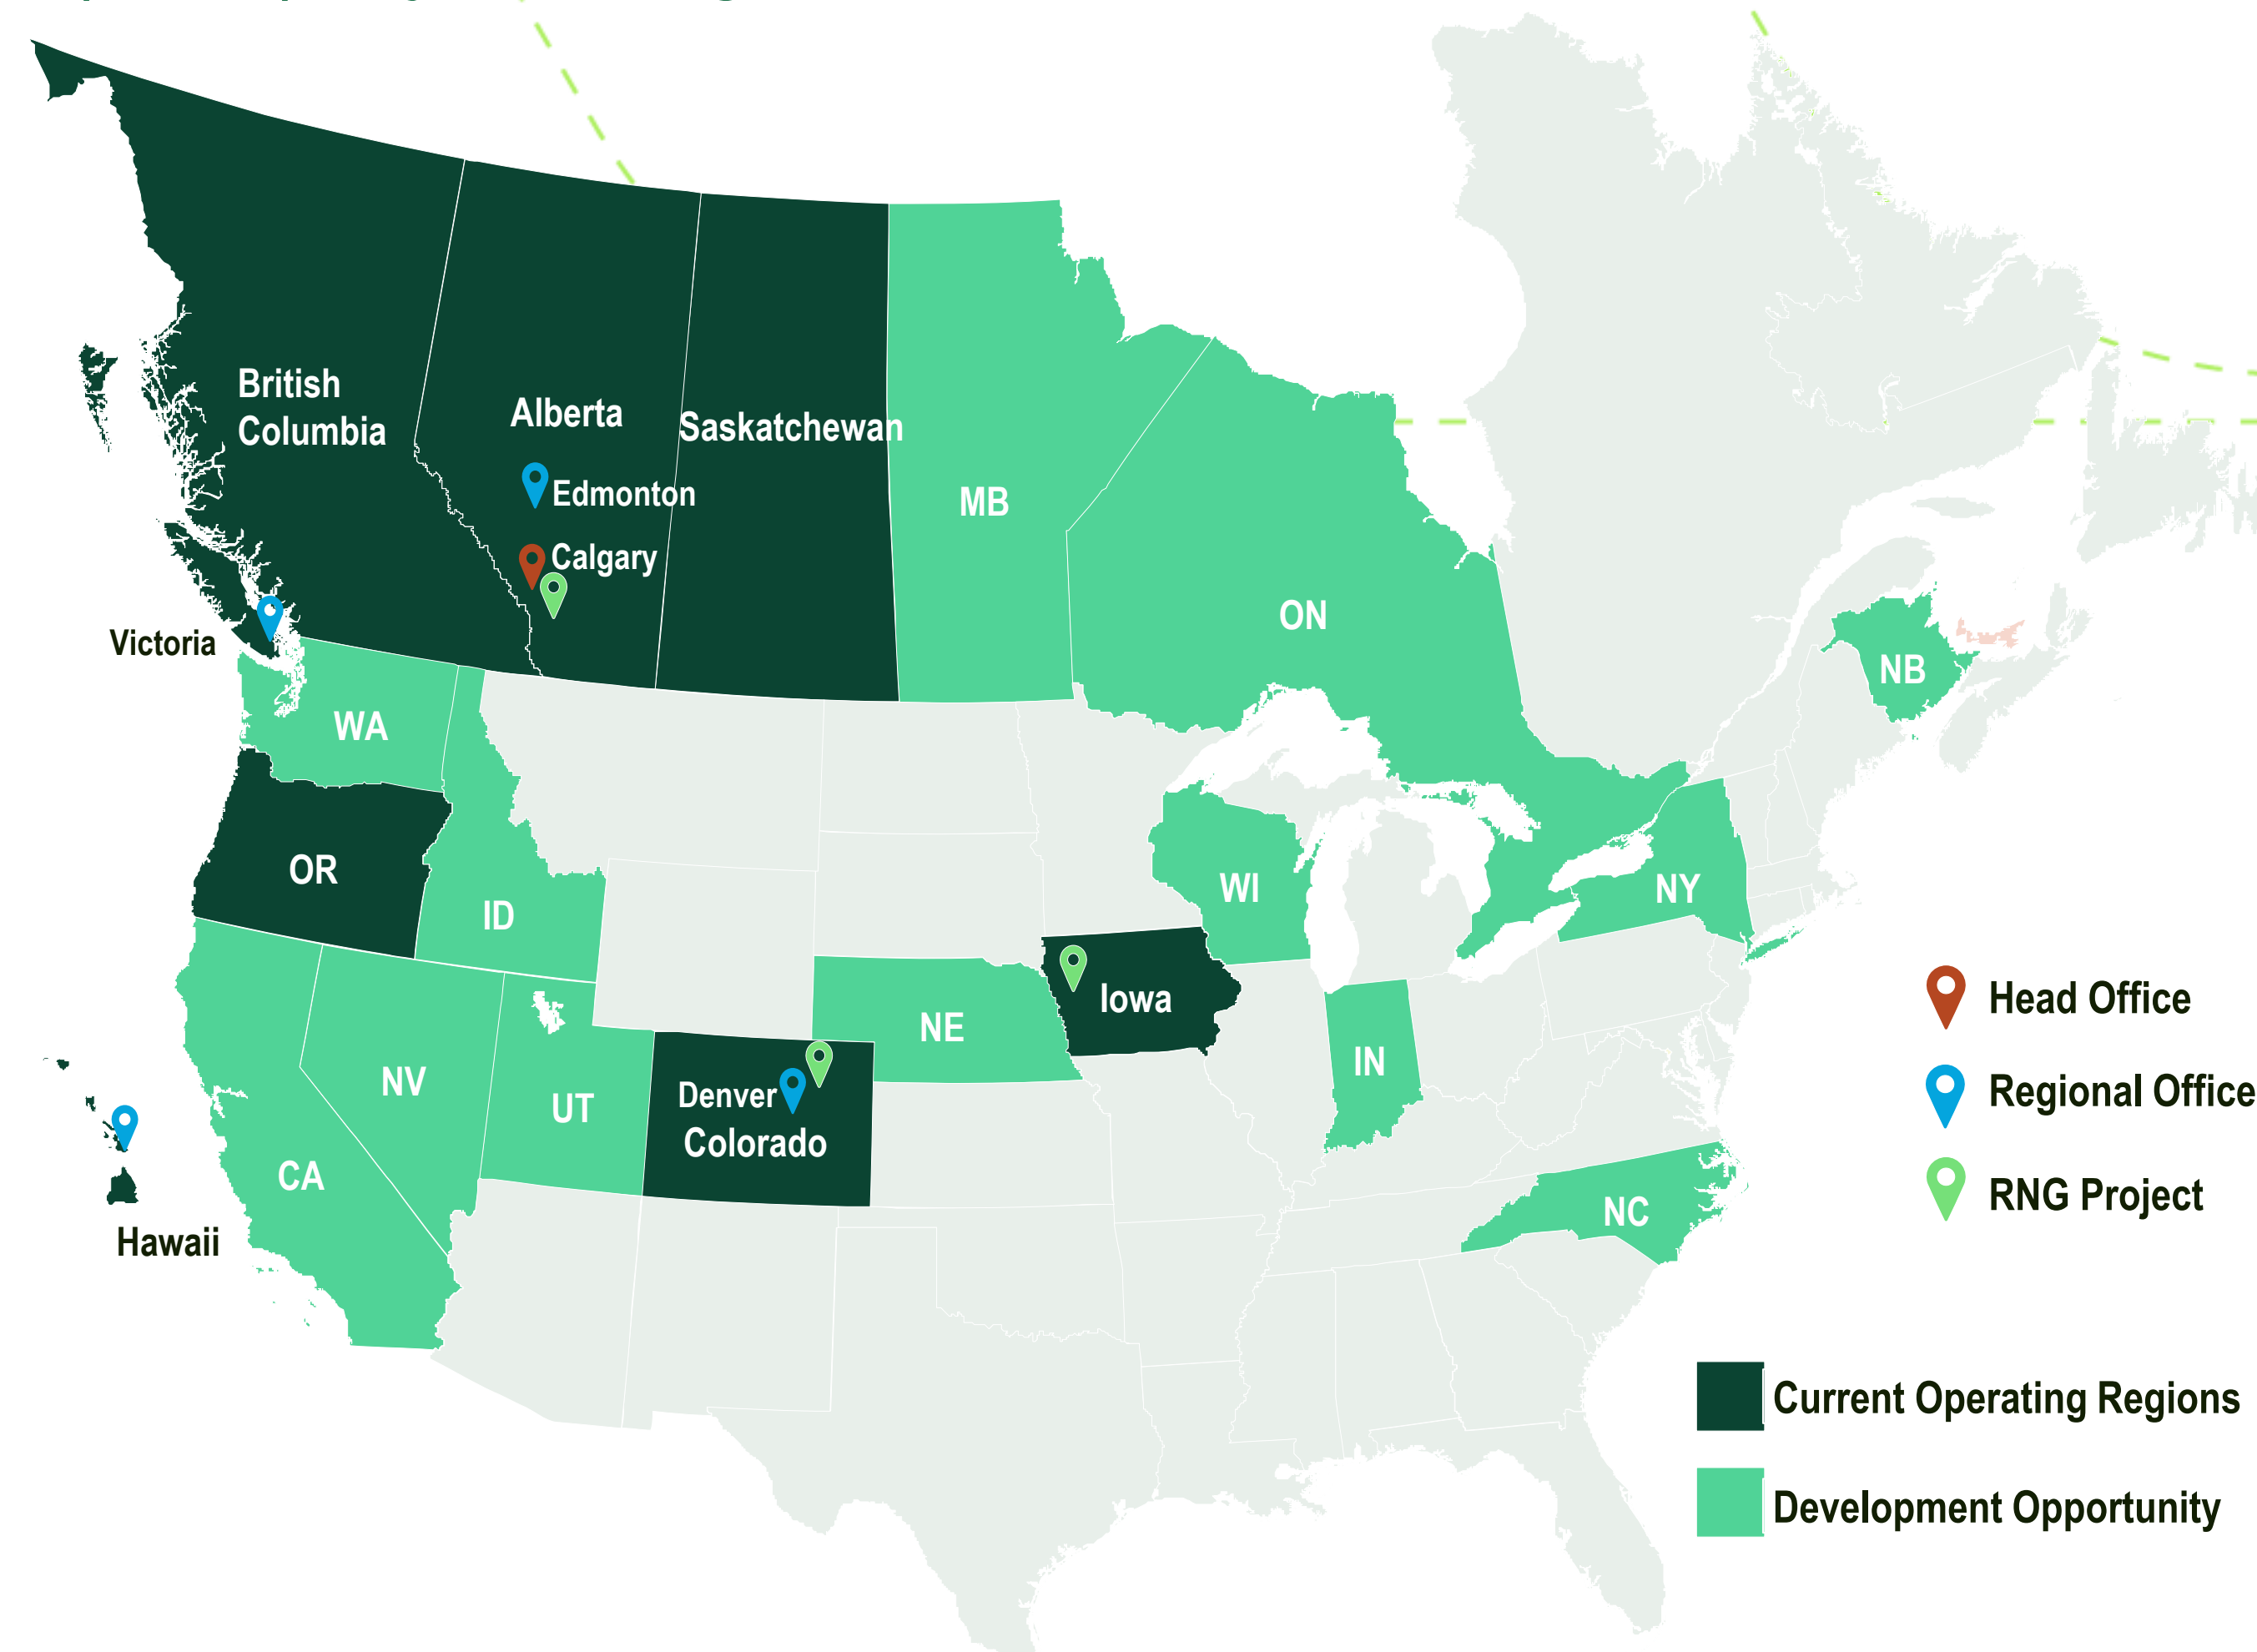 British
Columbia
Alberta
Saskatchewan
Edmonton
MB
Calgary
ON
Victoria
NB
WA
OR
ID
WI
NY
Iowa
Head Office
NE
NV
IN
UT
Denver
Regional Office
Colorado
CA
RNG Project
NC
Hawaii
Current Operating Regions
Development Opportunity